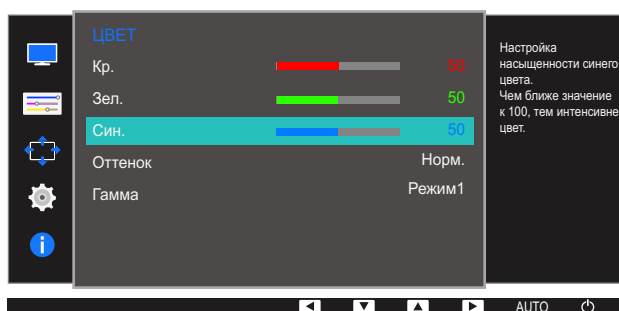 ЦВЕТ
Кр. 50
Зел. 50
Син. 50
Оттенок Норм.
Гамма Режим1
Настройка
насыщенности синего
цвета.
Чем ближе значение
к 100, тем интенсивне
цвет.
AUTO